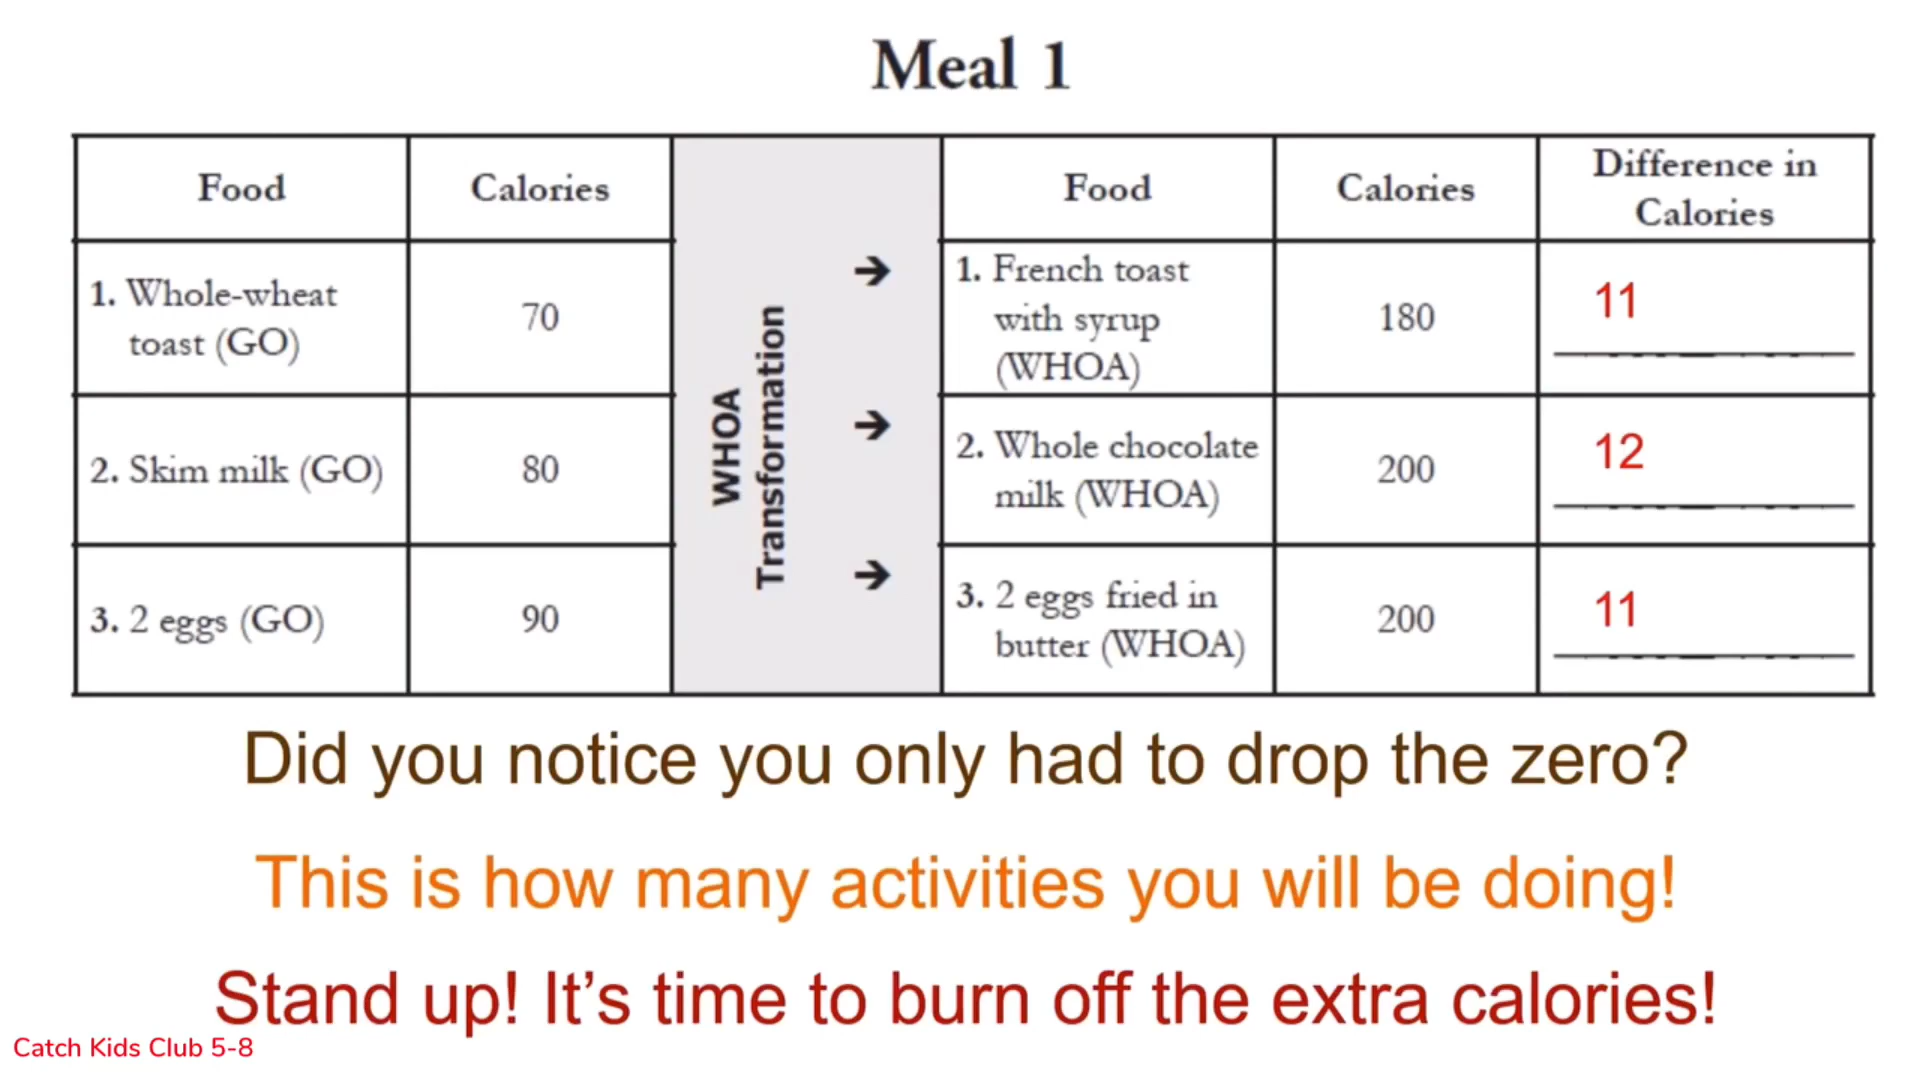 Meal 1
Food
Calories
WHOA
Transformation
Food
Calories
Difference in
Calories
1. Whole-wheat
toast (GO)
70
➔
1. French toast
with syrup
(WHOA)
180
11
2. Skim milk (GO)
80
➔
2. Whole chocolate
milk (WHOA)
200
12
3. 2 eggs (GO)
90
➔
3. 2 eggs fried in
butter (WHOA)
200
11
Did you notice you only had to drop the zero?
This is how many activities you will be doing!
Stand up! It’s time to burn off the extra calories!
Catch Kids Club 5-8